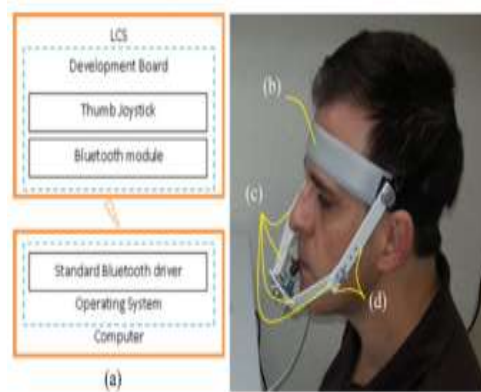 LCS
Development Board
Thumb Joystick
Bluetooth module
Standard Bluetooth driver
Operating System
Computer
(a)
(b)
(c)
(d)